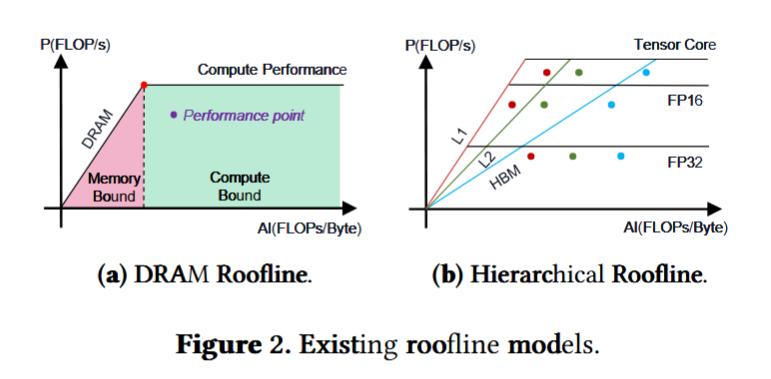 P(FLOP/s)
Compute Performance
DRAM
Performance point
Memory
Bound
Compute
Bound
AI(FLOPs/Byte)
(a) DRAM Roofline.
P(FLOP/s)
Tensor Core
FP16
L1
L2
FP32
HBM
AI(FLOPs/Byte)
(b) Hierarchical Roofline.
Figure 2. Existing roofline models.